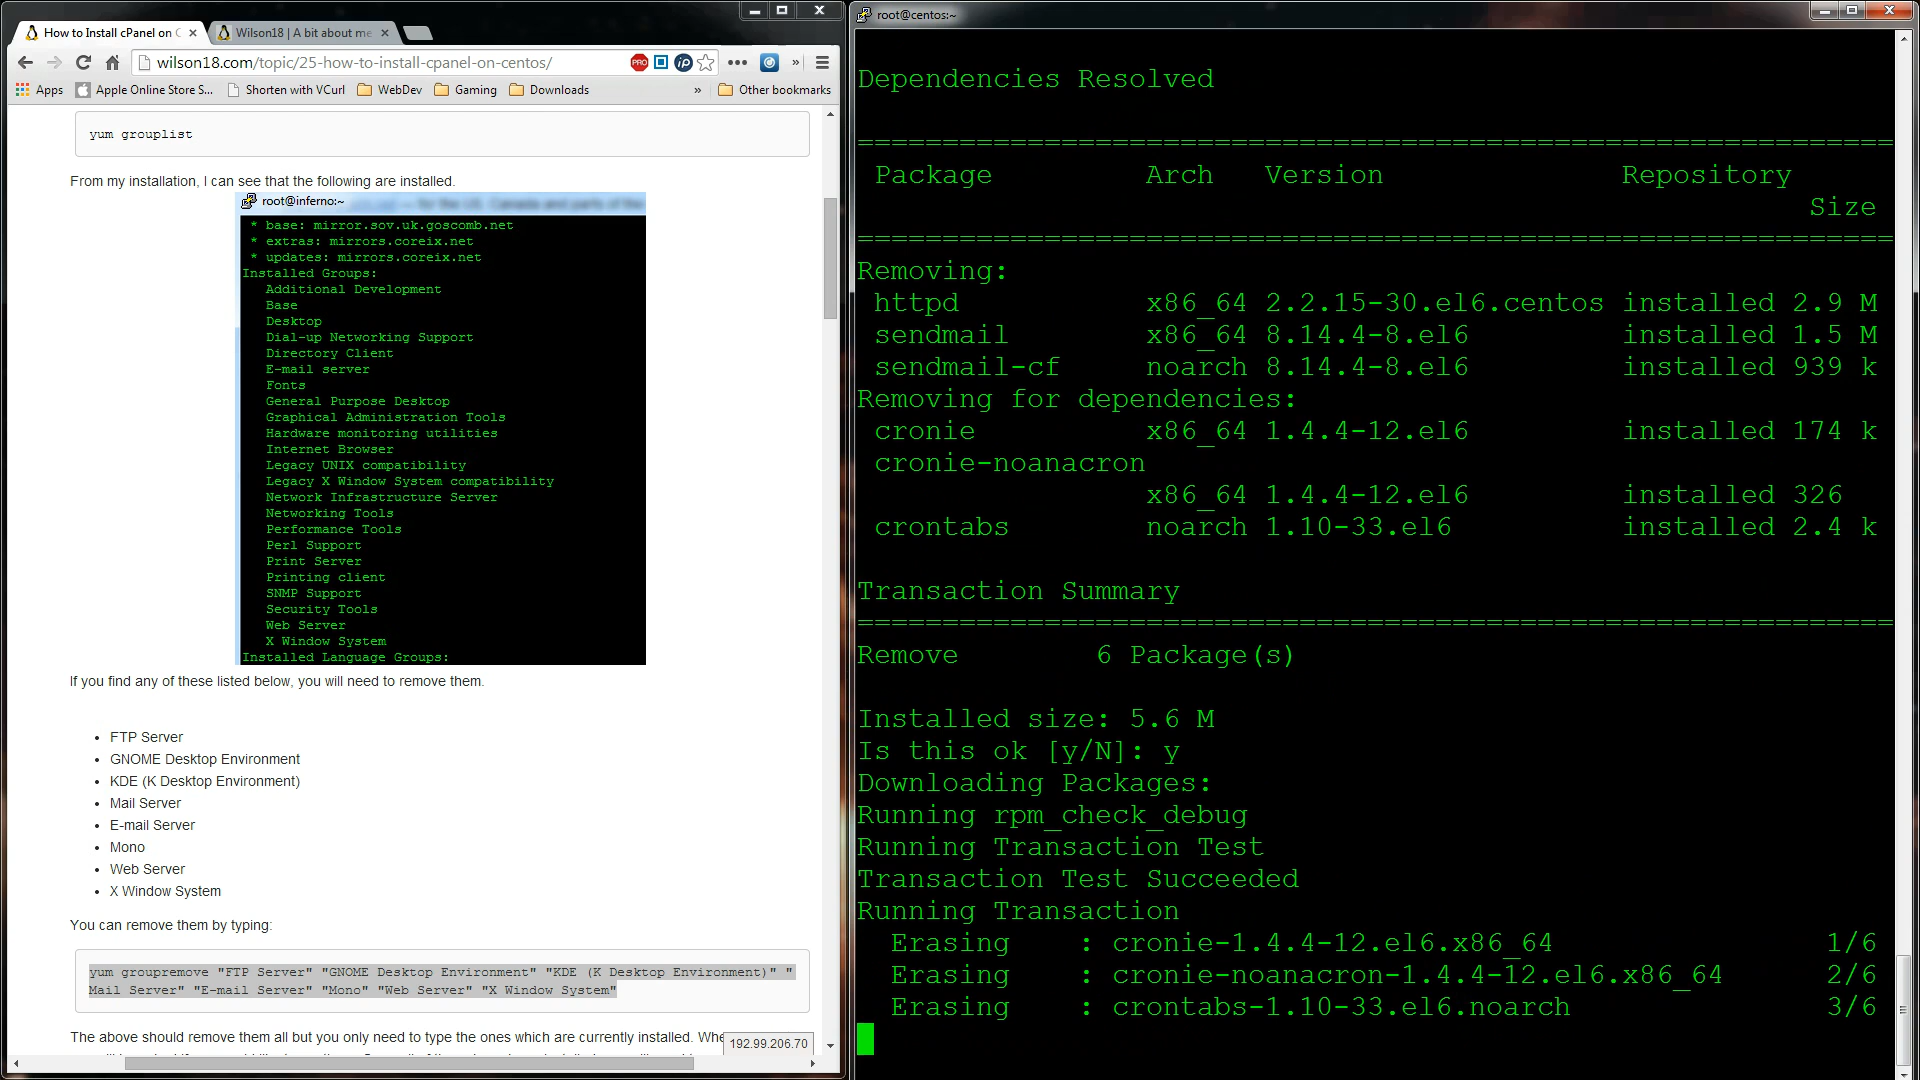 How to Install cPanel on C
Wilson18 | A bit about me
wilson18.com/topic/25-how-to-install-cpanel-on-centos/
PRO
ip
Apps
Apple Online Store S...
Shorten with VCurl
WebDev
Gaming
Downloads
»
Other bookmarks
yum grouplist
From my installation, I can see that the following are installed.
root@inferno:~
* base: mirror.sov.uk.goscomb.net
* extras: mirrors.coreix.net
* updates: mirrors.coreix.net
Installed Groups:
Additional Development
Base
Desktop
Dial-up Networking Support
Directory Client
E-mail server
Fonts
General Purpose Desktop
Graphical Administration Tools
Hardware monitoring utilities
Internet Browser
Legacy UNIX compatibility
Legacy X Window System compatibility
Network Infrastructure Server
Networking Tools
Performance Tools
Perl Support
Print Server
Printing client
SNMP Support
Security Tools
Web Server
X Window System
Installed Language Groups:
If you find any of these listed below, you will need to remove them.
• FTP Server
• GNOME Desktop Environment
• KDE (K Desktop Environment)
• Mail Server
• E-mail Server
• Mono
• Web Server
• X Window System
You can remove them by typing:
yum groupremove "FTP Server" "GNOME Desktop Environment" "KDE (K Desktop Environment)" "
Mail Server" "E-mail Server" "Mono" "Web Server" "X Window System"
The above should remove them all but you only need to type the ones which are currently installed. Whe
192.99.206.70
root@centos:~
Dependencies Resolved
================================================================
Package Arch Version Repository
Size
================================================================
Removing:
httpd x86_64 2.2.15-30.el6.centos installed 2.9 M
sendmail x86_64 8.14.4-8.el6 installed 1.5 M
sendmail-cf noarch 8.14.4-8.el6 installed 939 k
Removing for dependencies:
cronie x86_64 1.4.4-12.el6 installed 174 k
cronie-noanacron
x86_64 1.4.4-12.el6 installed 326
crontabs noarch 1.10-33.el6 installed 2.4 k
Transaction Summary
================================================================
Remove 6 Package(s)
Installed size: 5.6 M
Is this ok [y/N]: y
Downloading Packages:
Running rpm_check_debug
Running Transaction Test
Transaction Test Succeeded
Running Transaction
Erasing : cronie-1.4.4-12.el6.x86_64 1/6
Erasing : cronie-noanacron-1.4.4-12.el6.x86_64 2/6
Erasing : crontabs-1.10-33.el6.noarch 3/6